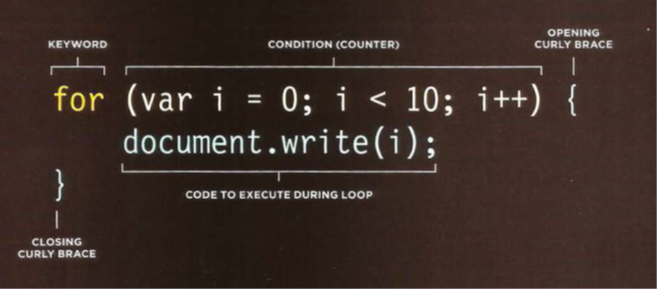 OPENING
CURLY BRACE
KEYWORD
CONDITION (COUNTER)
for (var i = 0; i < 10; i++) {
document.write(i);
}
CODE TO EXECUTE DURING LOOP
CLOSING
CURLY BRACE